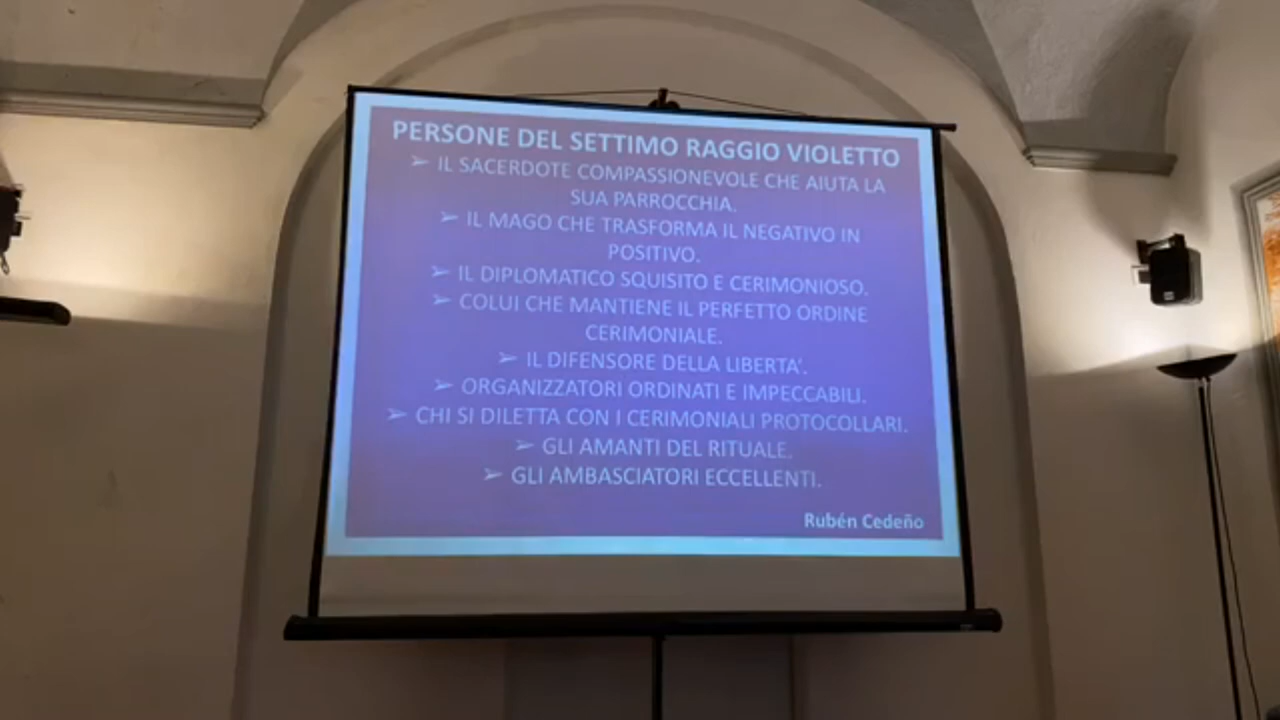 PERSONE DEL SETTIMO RAGGIO VIOLETTO
➢ IL SACERDOTE COMPASSIONEVOLE CHE AIUTA LA
SUA PARROCCHIA.
➢ IL MAGO CHE TRASFORMA IL NEGATIVO IN
POSITIVO.
➢ IL DIPLOMATICO SQUISITO E CERIMONIOSO.
➢ COLUI CHE MANTIENE IL PERFETTO ORDINE
CERIMONIALE.
➢ IL DIFENSORE DELLA LIBERTA'.
➢ ORGANIZZATORI ORDINATI E IMPECCABILI.
➢ CHI SI DILETTA CON I CERIMONIALI PROTOCOLLARI.
➢ GLI AMANTI DEL RITUALE.
➢ GLI AMBASCIATORI ECCELLENTI.
Rubén Cedeño